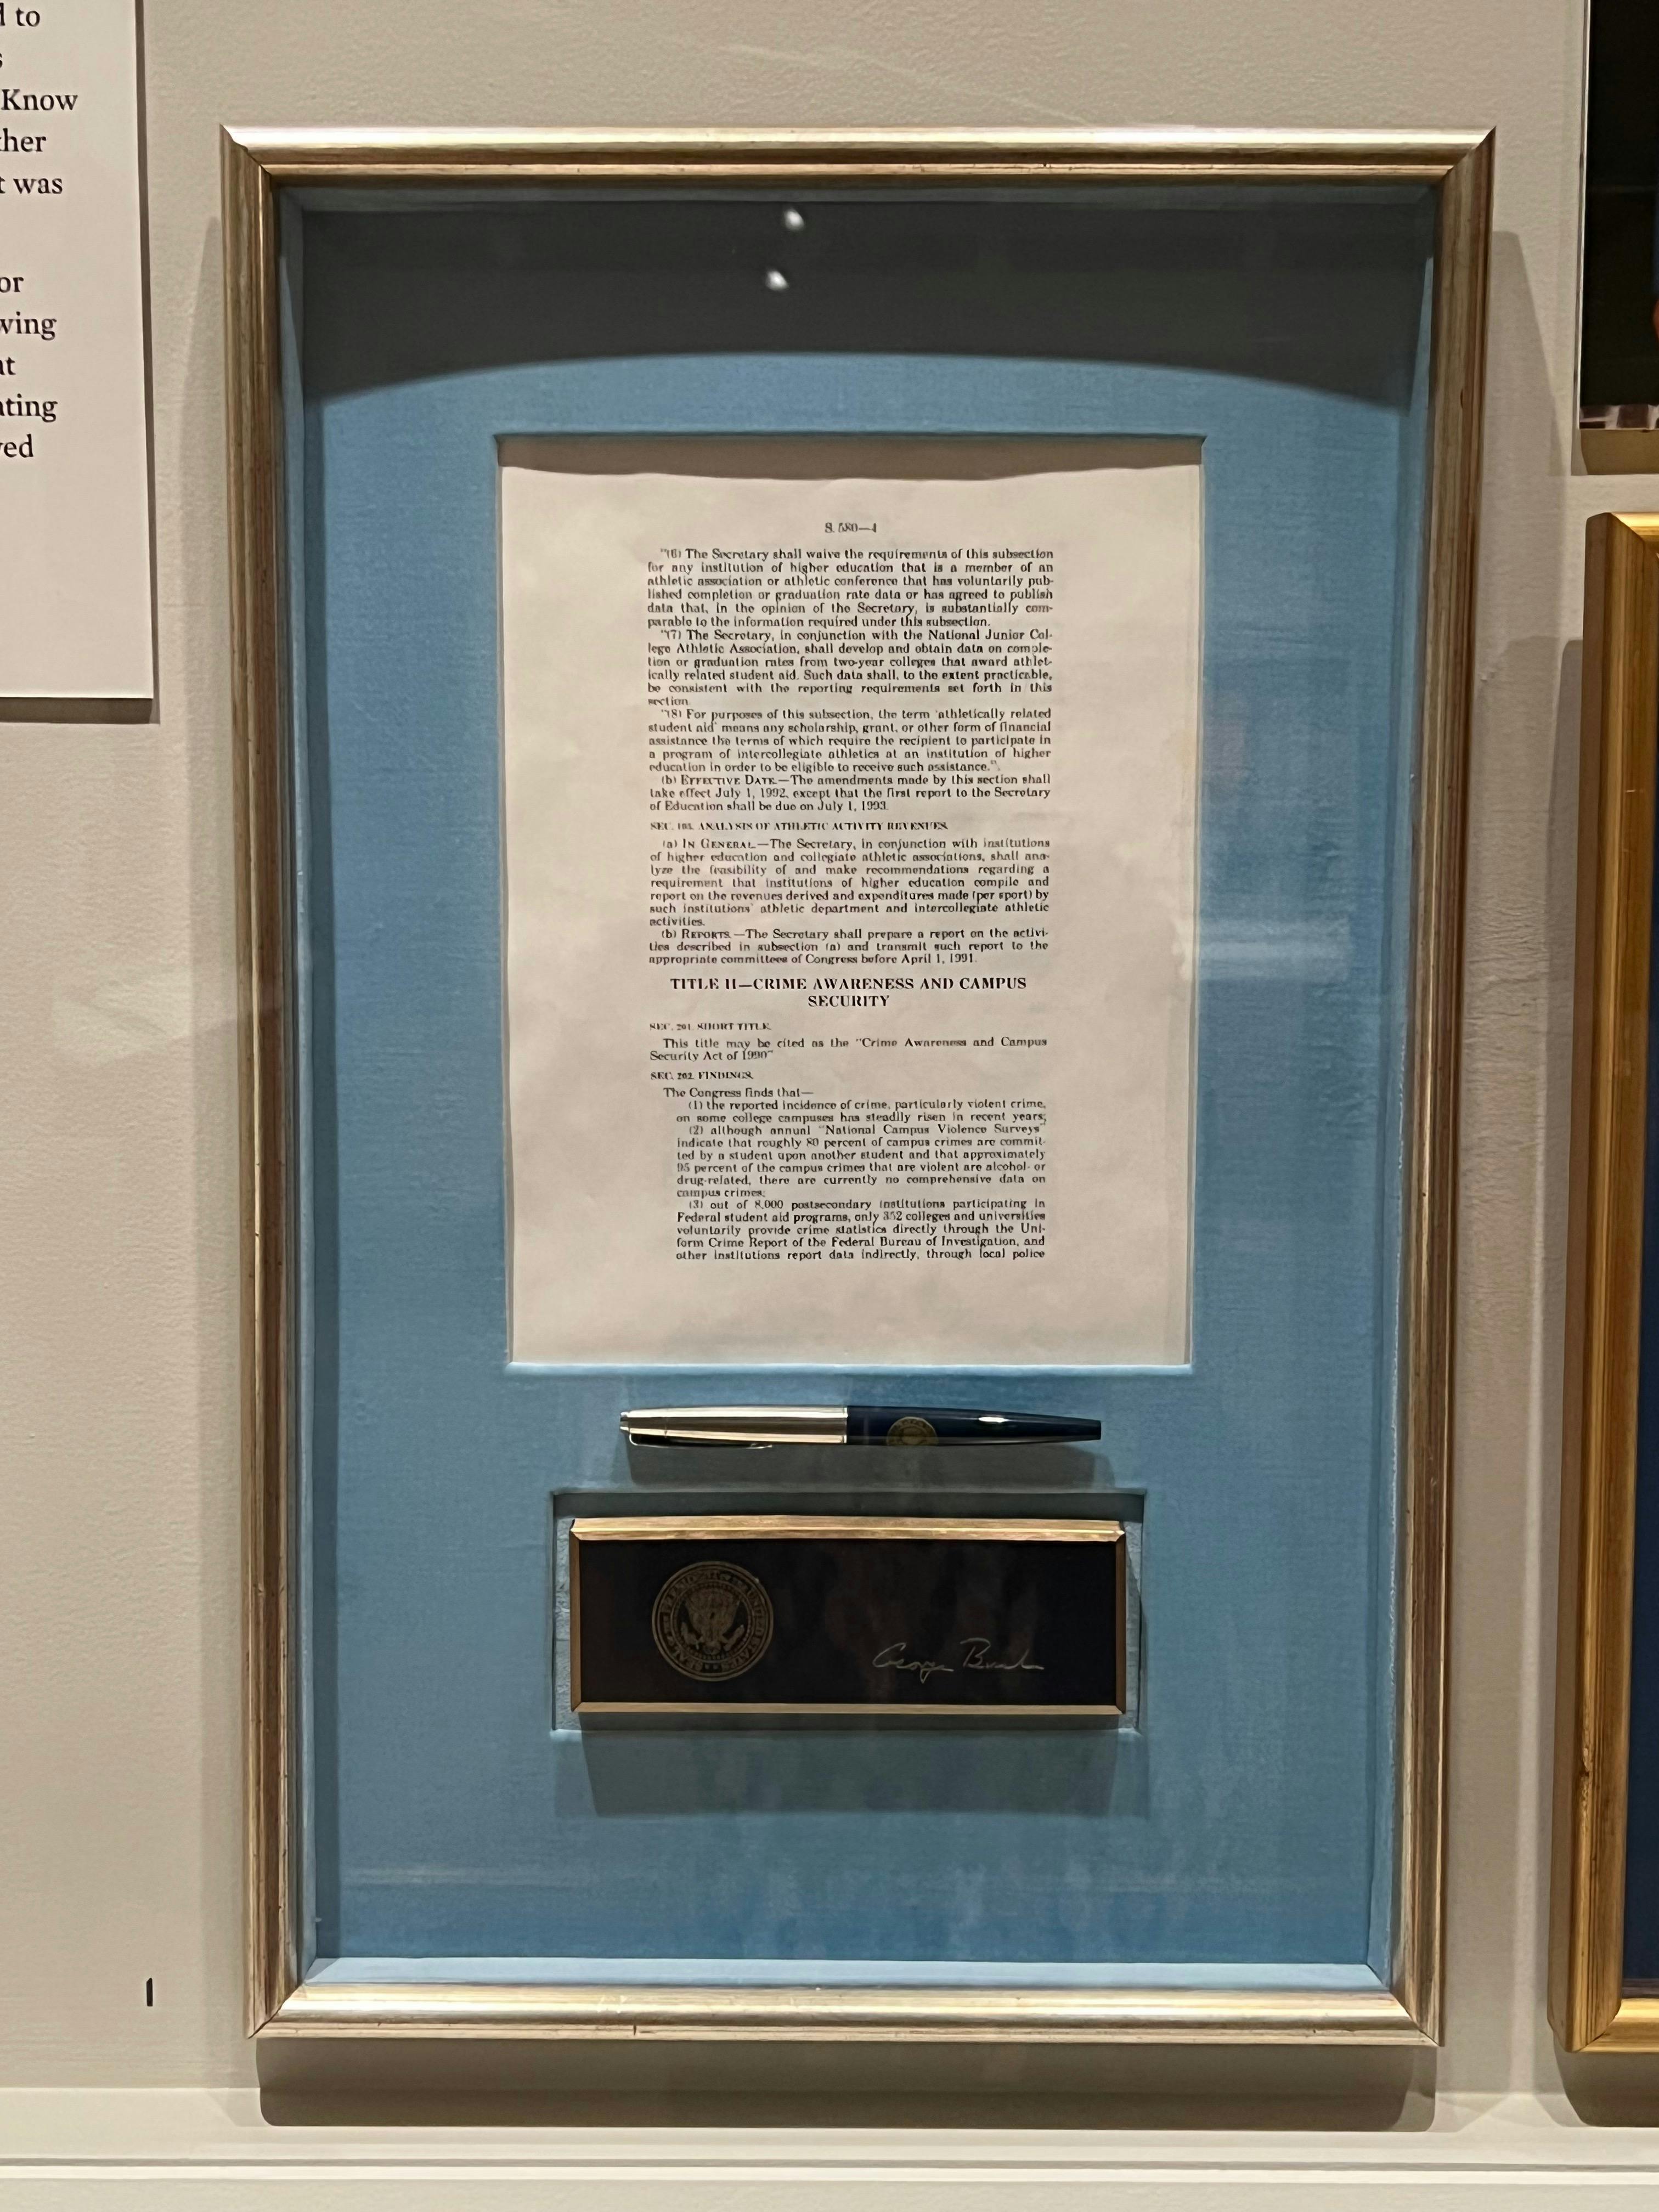 to
Know
was
S. 580—4
"(6) The Secretary shall waive the requirements of this subsection
for any institution of higher education that is a member of an
athletic association or athletic conference that has voluntarily pub-
lished completion or graduation rate data or has agreed to publish
data that, in the opinion of the Secretary, is substantially com-
parable to the information required under this subsection.
"(7) The Secretary, in conjunction with the National Junior Col-
lege Athletic Association, shall develop and obtain data on comple-
tion or graduation rates from two-year colleges that award athlet-
ically related student aid. Such data shall, to the extent practicable,
be consistent with the reporting requirements set forth in this
section.
"(8) For purposes of this subsection, the term 'athletically related
student aid' means any scholarship, grant, or other form of financial
assistance the terms of which require the recipient to participate in
a program of intercollegiate athletics at an institution of higher
education in order to be eligible to receive such assistance.".
(b) EFFECTIVE DATE.—The amendments made by this section shall
take effect July 1, 1992, except that the first report to the Secretary
of Education shall be due on July 1, 1993.
SEC. 105. ANALYSIS OF ATHLETIC ACTIVITY REVENUES.
(a) IN GENERAL.—The Secretary, in conjunction with institutions
of higher education and collegiate athletic associations, shall ana-
lyze the feasibility of and make recommendations regarding a
requirement that institutions of higher education compile and
report on the revenues derived and expenditures made (per sport) by
such institutions' athletic department and intercollegiate athletic
activities.
(b) REPORTS.—The Secretary shall prepare a report on the activi-
ties described in subsection (a) and transmit such report to the
appropriate committees of Congress before April 1, 1991.
TITLE II—CRIME AWARENESS AND CAMPUS
SECURITY
SEC. 201. SHORT TITLE.
This title may be cited as the "Crime Awareness and Campus
Security Act of 1990"
SEC. 202. FINDINGS.
The Congress finds that—
(1) the reported incidence of crime, particularly violent crime,
on some college campuses has steadily risen in recent years;
(2) although annual "National Campus Violence Surveys"
indicate that roughly 80 percent of campus crimes are commit-
ted by a student upon another student and that approximately
95 percent of the campus crimes that are violent are alcohol- or
drug-related, there are currently no comprehensive data on
campus crimes;
(3) out of 8,000 postsecondary institutions participating in
Federal student aid programs, only 352 colleges and universities
voluntarily provide crime statistics directly through the Uni-
form Crime Report of the Federal Bureau of Investigation, and
other institutions report data indirectly, through local police
SEAL OF THE PRESIDENT OF THE UNITED STATES
George Bush
1